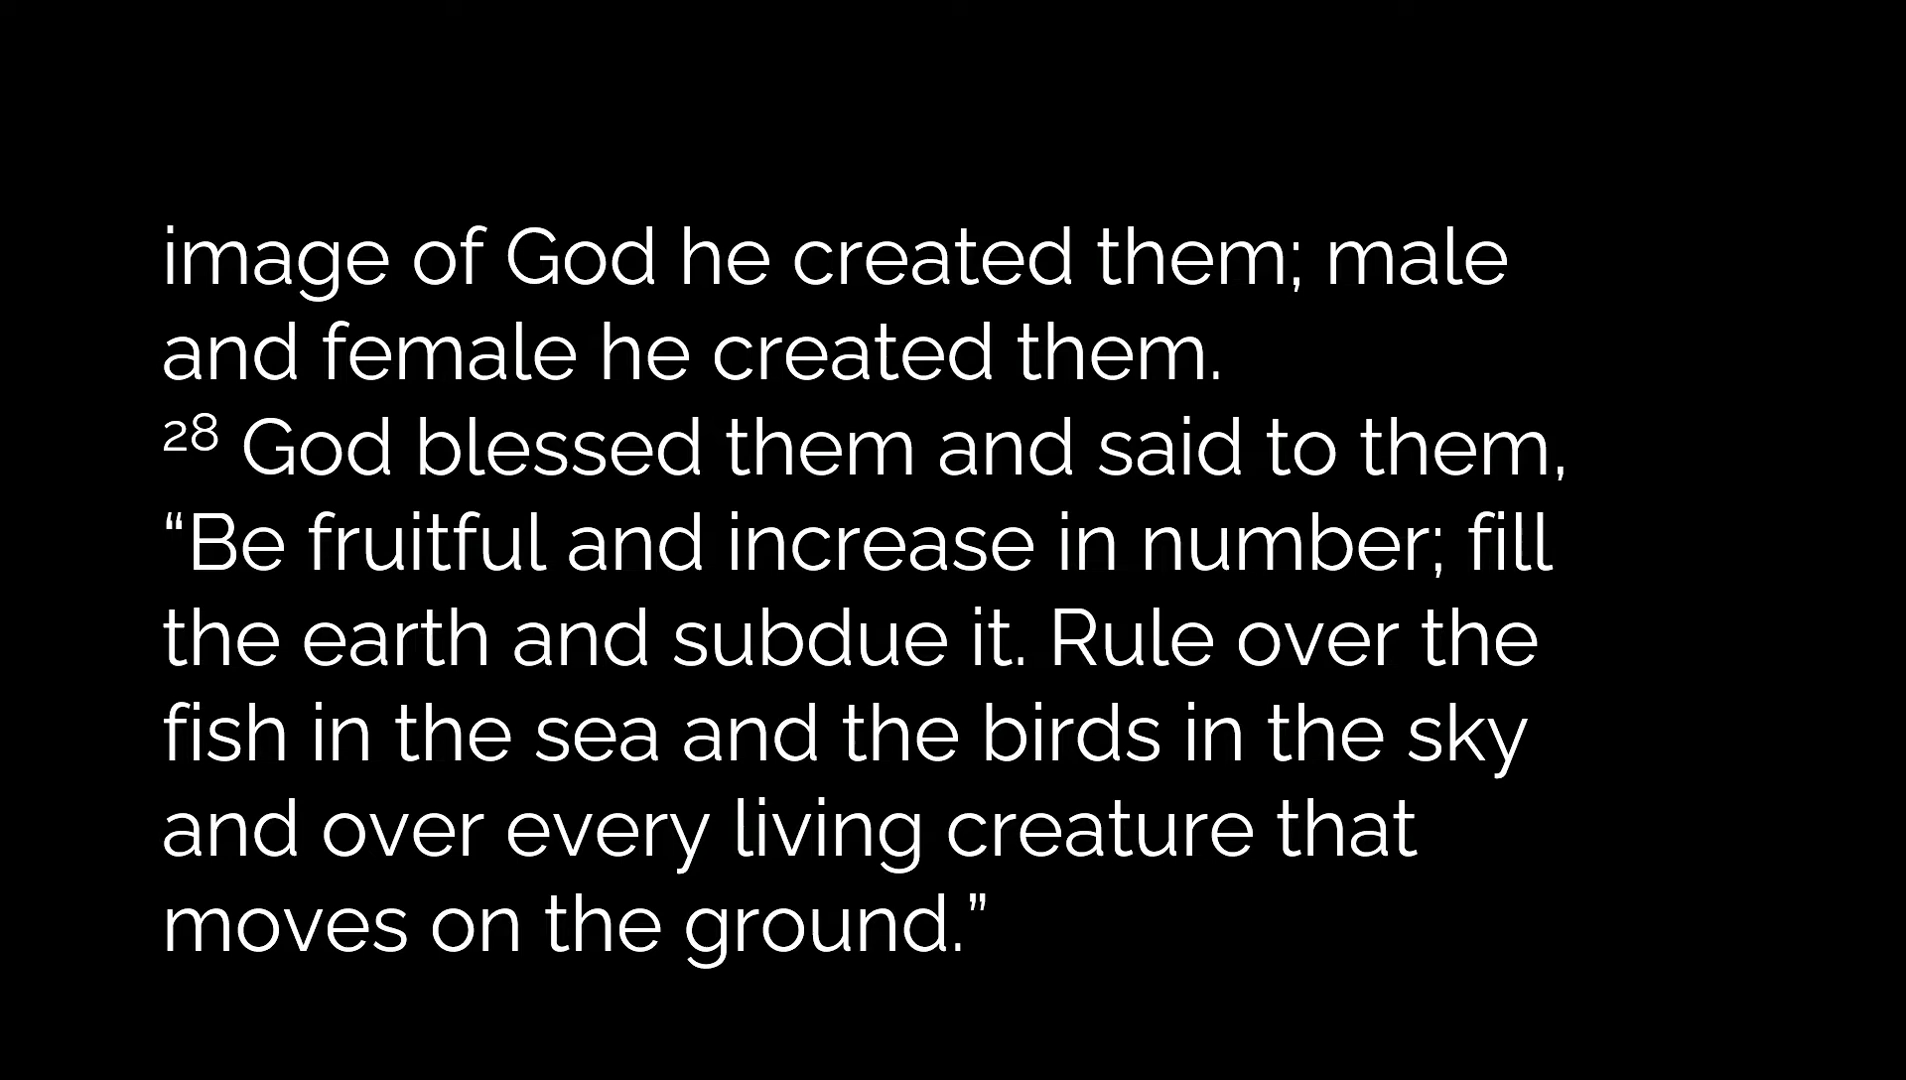 image of God he created them; male
and female he created them.
28 God blessed them and said to them,
“Be fruitful and increase in number; fill
the earth and subdue it. Rule over the
fish in the sea and the birds in the sky
and over every living creature that
moves on the ground.”